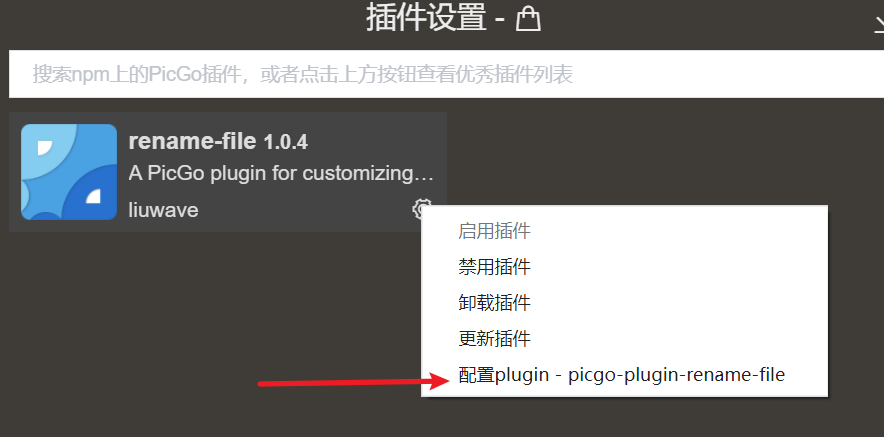 插件设置 -
搜索npm上的PicGo插件，或者点击上方按钮查看优秀插件列表
rename-file 1.0.4
A PicGo plugin for customizing…
liuwave
启用插件
禁用插件
卸载插件
更新插件
配置plugin - picgo-plugin-rename-file